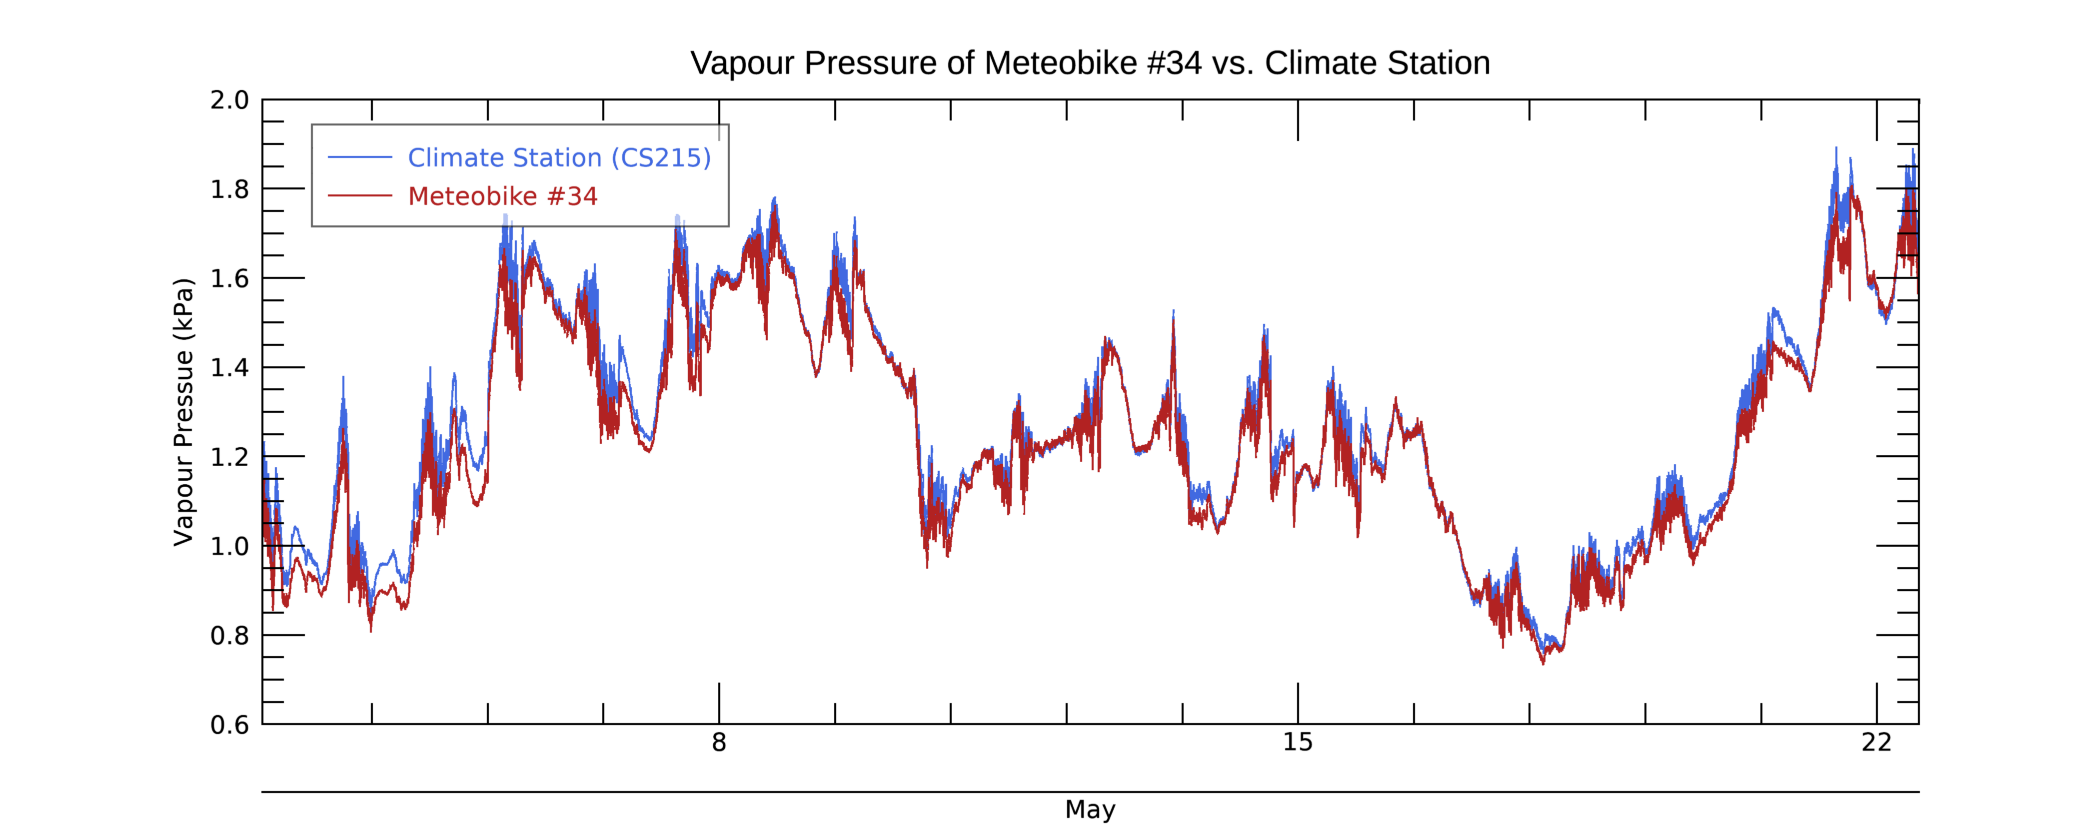 Vapour Pressure of Meteobike #34 vs. Climate Station
2.0
1.8
1.6
1.4
1.2
1.0
0.8
0.6
Vapour Pressue (kPa)
Climate Station (CS215)
Meteobike #34
8 15 22
May